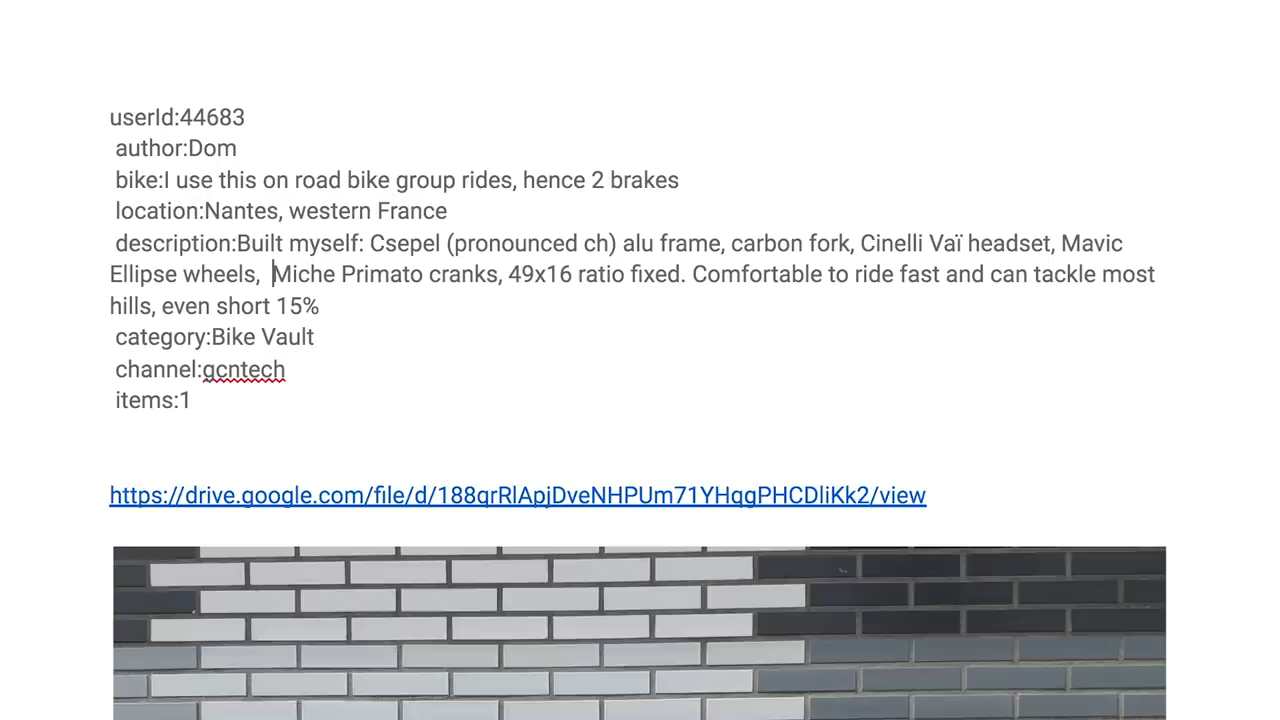 userId:44683
author:Dom
bike:I use this on road bike group rides, hence 2 brakes
location:Nantes, western France
description:Built myself: Csepel (pronounced ch) alu frame, carbon fork, Cinelli Vaï headset, Mavic
Ellipse wheels, Miche Primato cranks, 49x16 ratio fixed. Comfortable to ride fast and can tackle most
hills, even short 15%
category:Bike Vault
channel:gcntech
items:1
https://drive.google.com/file/d/188qrRlApjDveNHPUm71YHqgPHCDliKk2/view